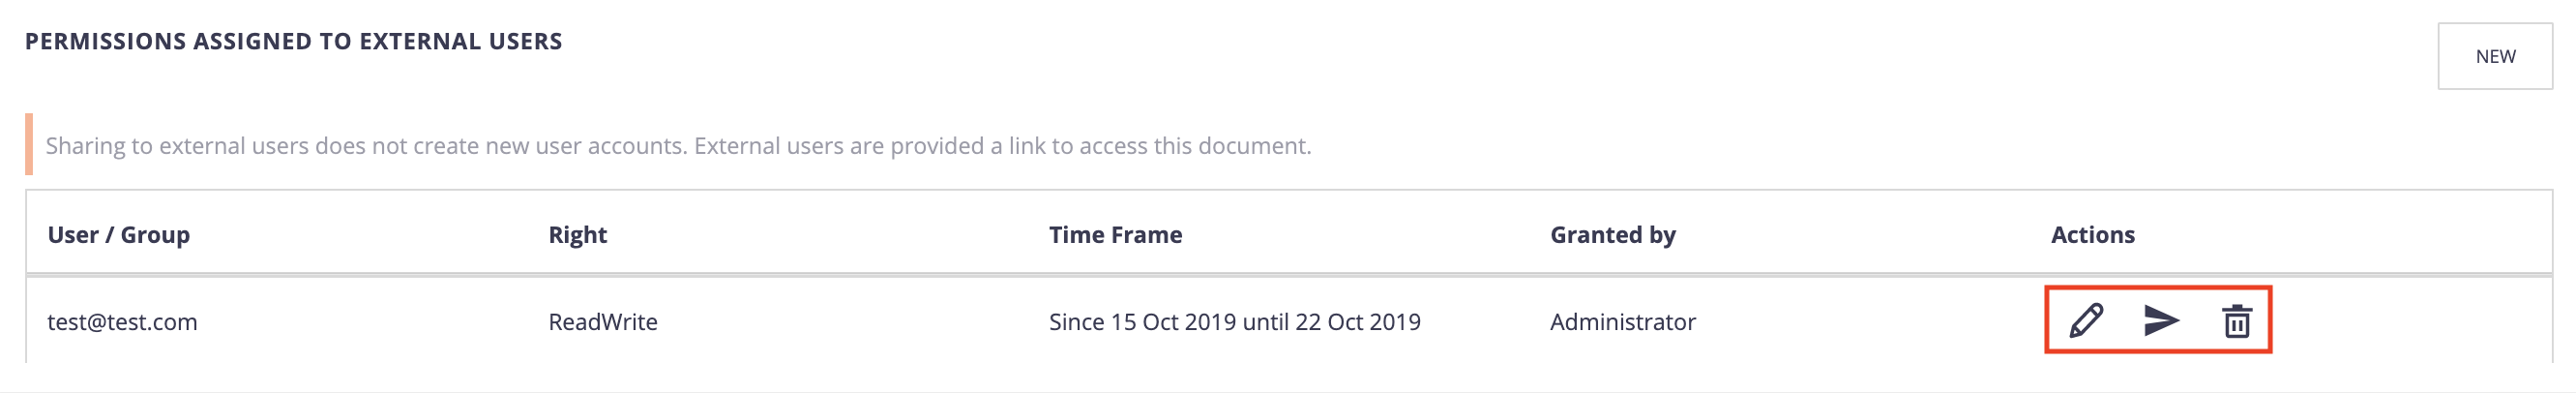 PERMISSIONS ASSIGNED TO EXTERNAL USERS
NEW
Sharing to external users does not create new user accounts. External users are provided a link to access this document.
User / Group Right Time Frame Granted by Actions
test@test.com ReadWrite Since 15 Oct 2019 until 22 Oct 2019 Administrator